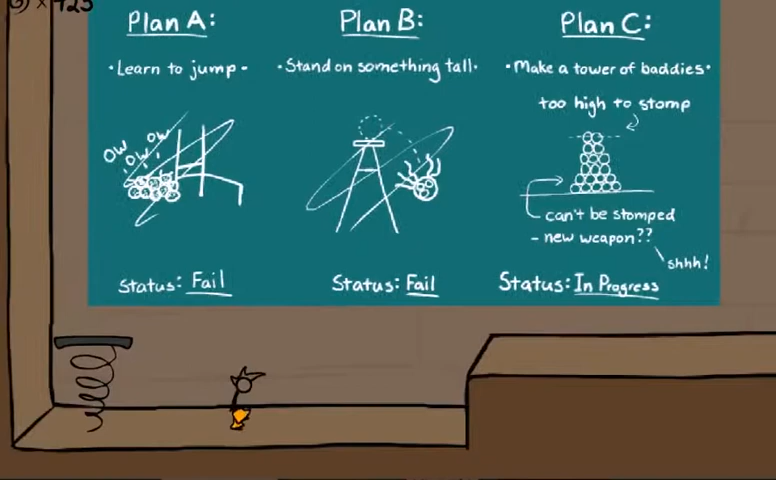 × 425
Plan A:
• Learn to jump -
OW
OW
OW
Status: Fail
Plan B:
• Stand on something tall.
Status: Fail
Plan C:
• Make a tower of baddies •
too high to stomp
can't be stomped
- new weapon??
shhh!
Status: In Progress